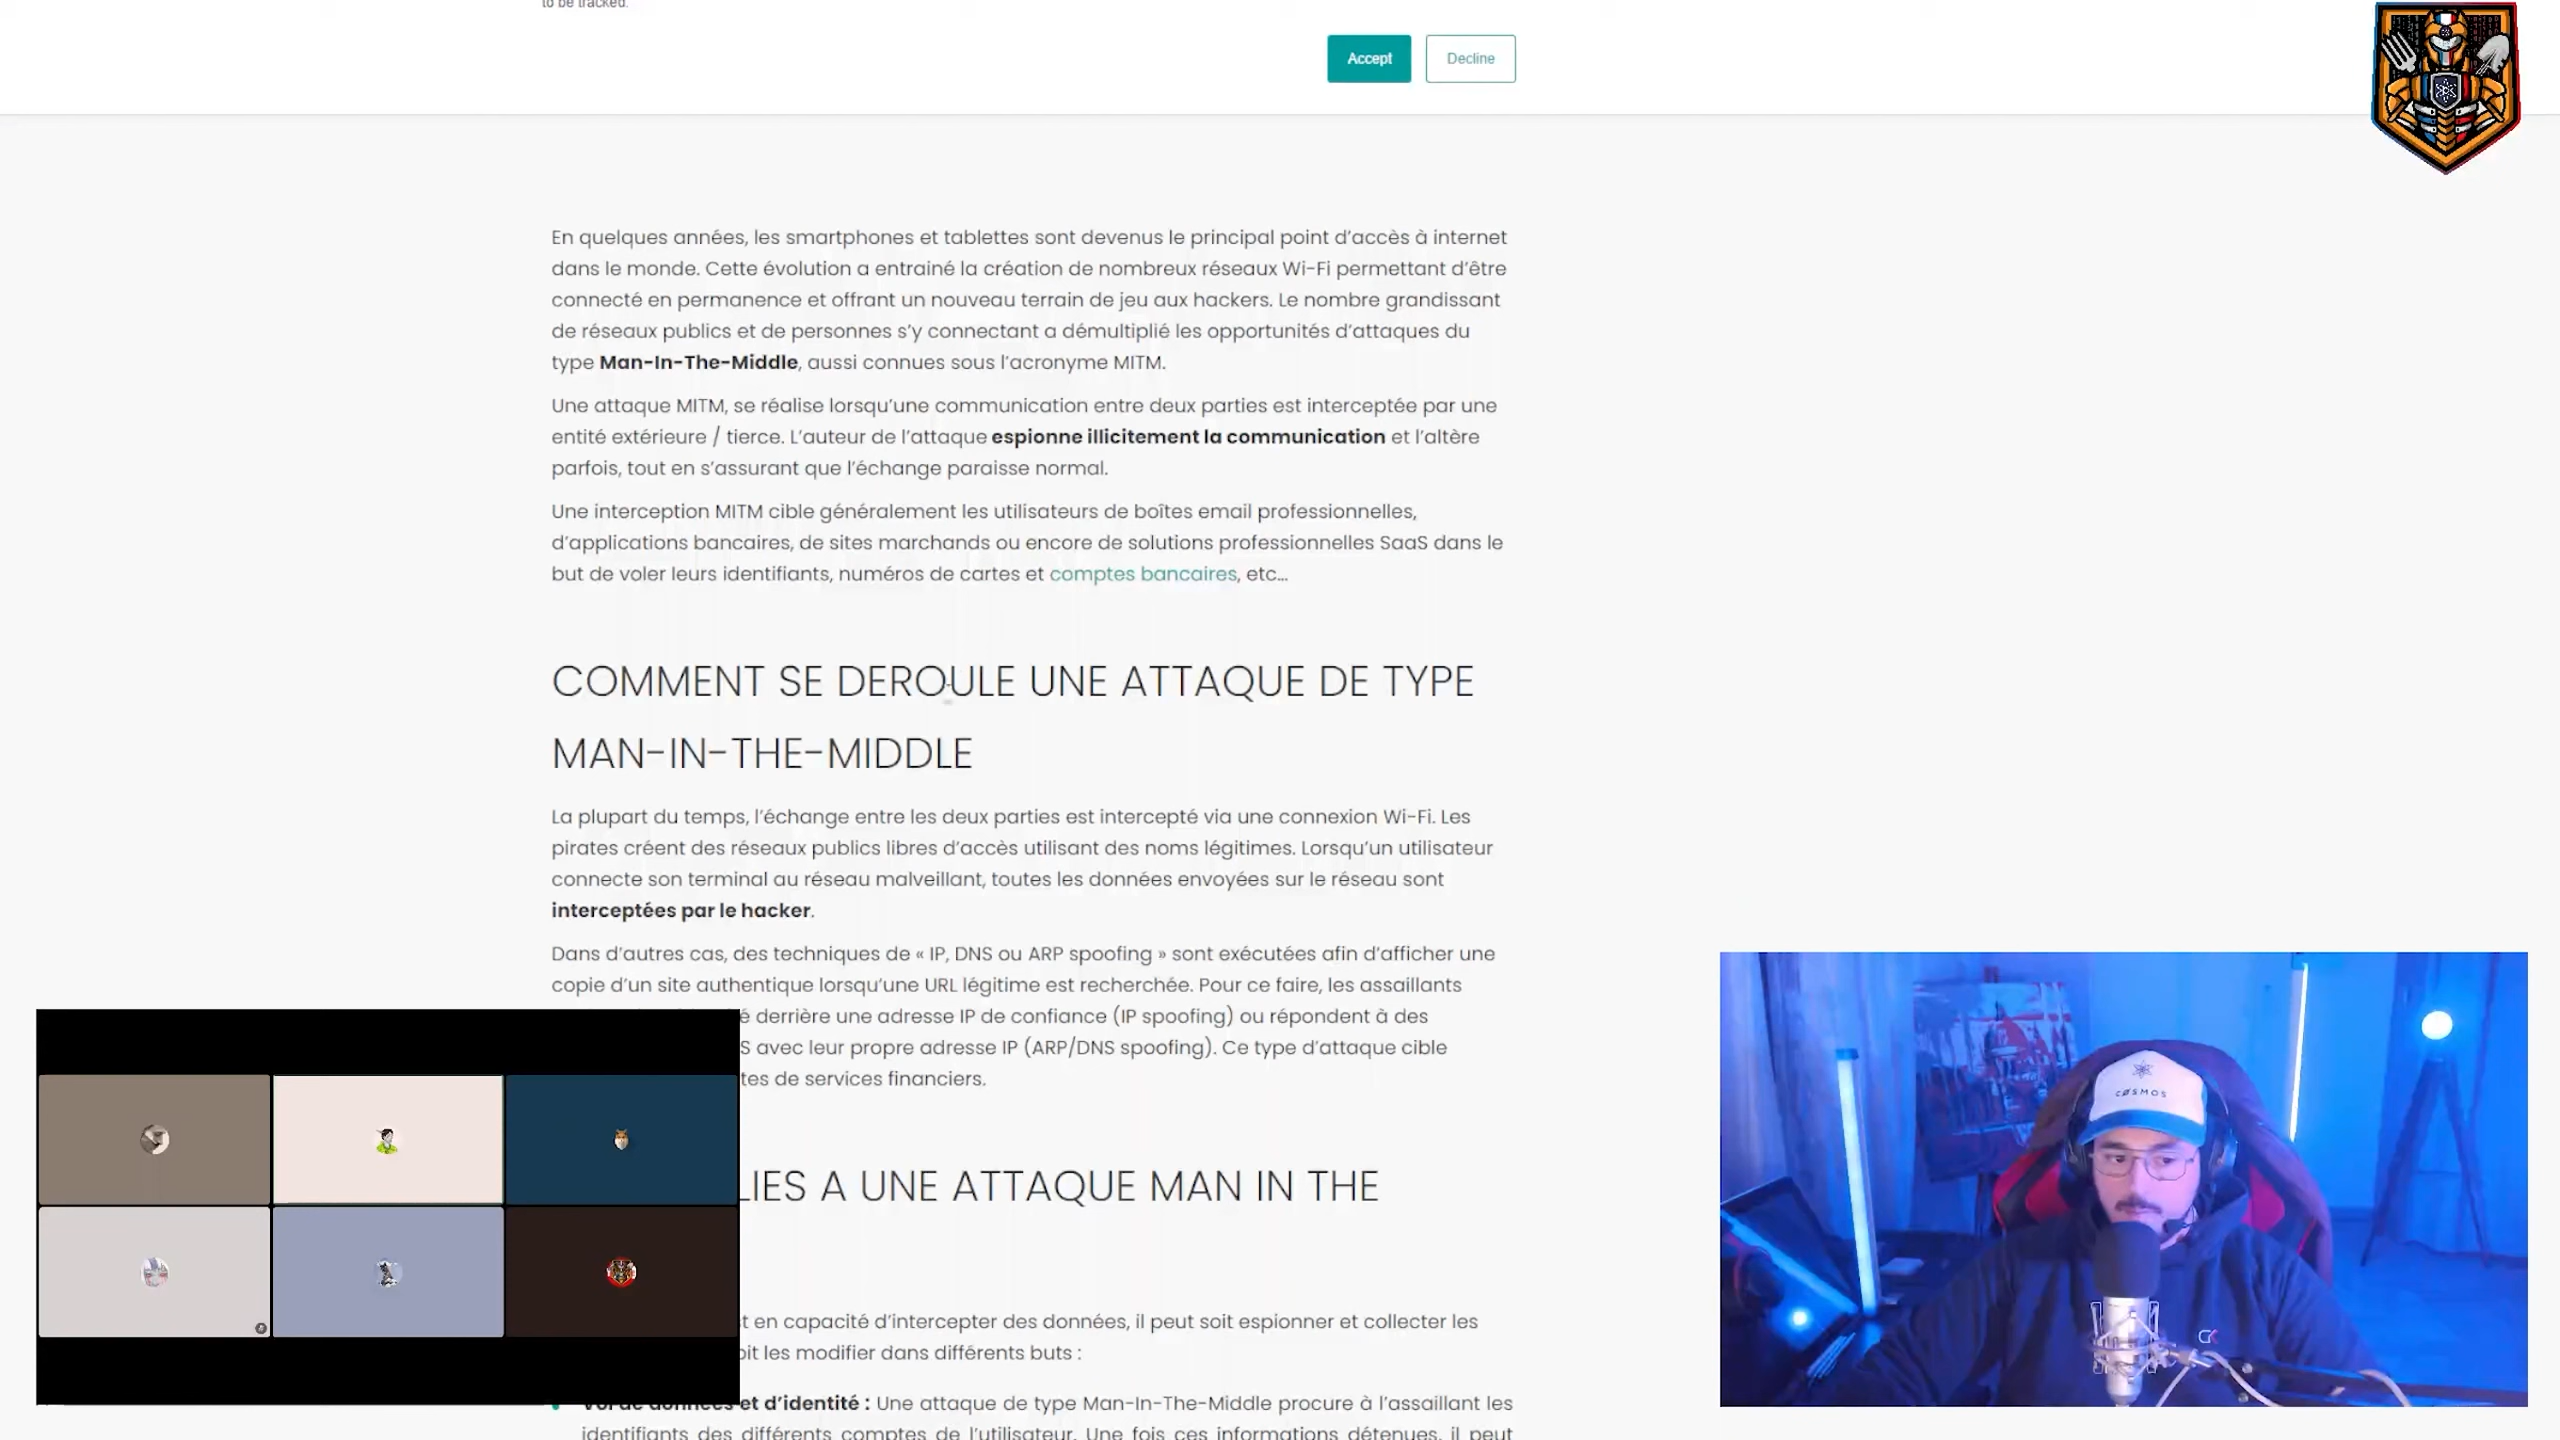 to be tracked.
Accept
Decline
En quelques années, les smartphones et tablettes sont devenus le principal point d’accès à internet
dans le monde. Cette évolution a entrainé la création de nombreux réseaux Wi-Fi permettant d’être
connecté en permanence et offrant un nouveau terrain de jeu aux hackers. Le nombre grandissant
de réseaux publics et de personnes s’y connectant a démultiplié les opportunités d’attaques du
type Man-In-The-Middle, aussi connues sous l’acronyme MITM.
Une attaque MITM, se réalise lorsqu’une communication entre deux parties est interceptée par une
entité extérieure / tierce. L’auteur de l’attaque espionne illicitement la communication et l’altère
parfois, tout en s’assurant que l’échange paraisse normal.
Une interception MITM cible généralement les utilisateurs de boîtes email professionnelles,
d’applications bancaires, de sites marchands ou encore de solutions professionnelles SaaS dans le
but de voler leurs identifiants, numéros de cartes et comptes bancaires, etc…
COMMENT SE DEROULE UNE ATTAQUE DE TYPE
MAN-IN-THE-MIDDLE
La plupart du temps, l’échange entre les deux parties est intercepté via une connexion Wi-Fi. Les
pirates créent des réseaux publics libres d’accès utilisant des noms légitimes. Lorsqu’un utilisateur
connecte son terminal au réseau malveillant, toutes les données envoyées sur le réseau sont
interceptées par le hacker.
Dans d’autres cas, des techniques de « IP, DNS ou ARP spoofing » sont exécutées afin d’afficher une
copie d’un site authentique lorsqu’une URL légitime est recherchée. Pour ce faire, les assaillants
é derrière une adresse IP de confiance (IP spoofing) ou répondent à des
S avec leur propre adresse IP (ARP/DNS spoofing). Ce type d’attaque cible
tes de services financiers.
LIES A UNE ATTAQUE MAN IN THE
t en capacité d’intercepter des données, il peut soit espionner et collecter les
oit les modifier dans différents buts :
Vol de données et d’identité : Une attaque de type Man-In-The-Middle procure à l’assaillant les
identifiants des différents comptes de l’utilisateur. Une fois ces informations détenues, il peut
COSMOS